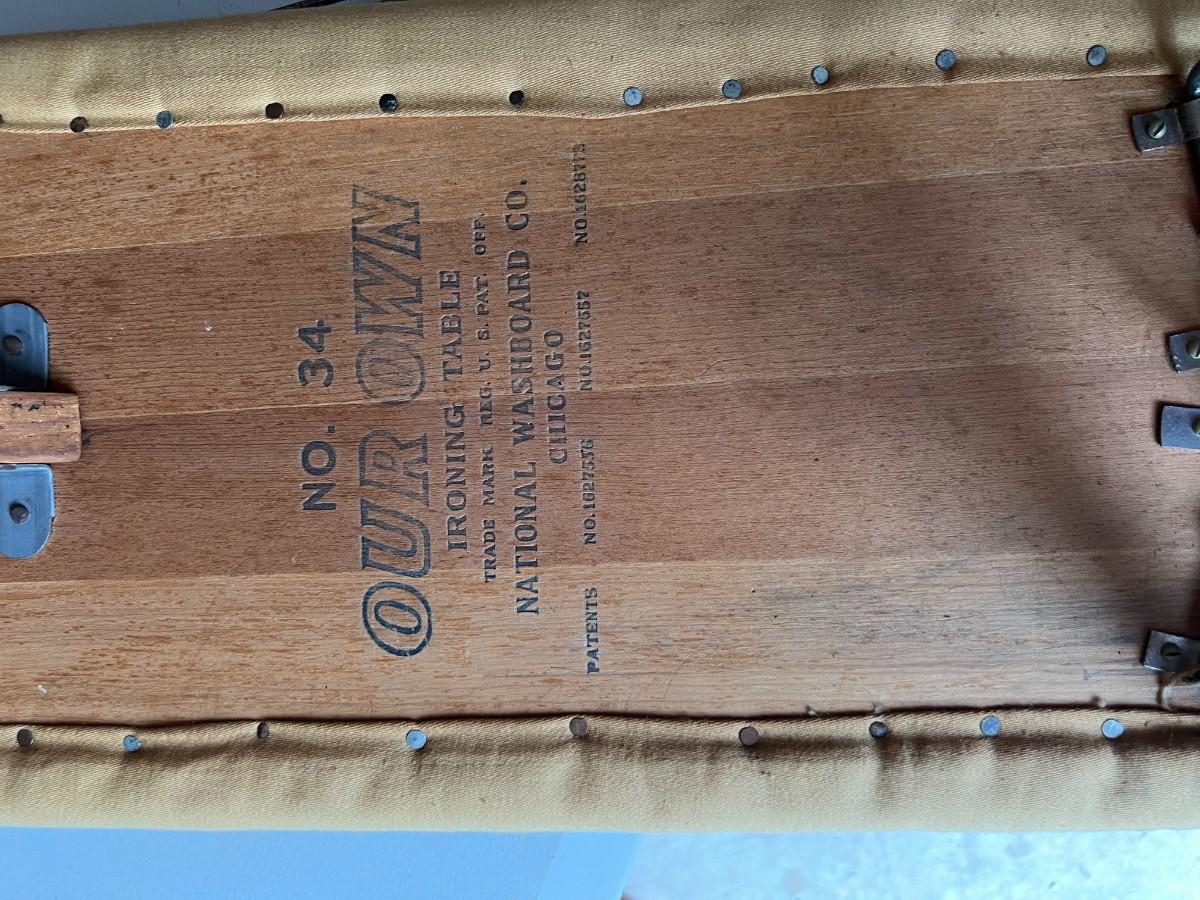 NO. 34
OUR OWN
IRONING TABLE
TRADE MARK REG. U. S. PAT. OFF.
NATIONAL WASHBOARD CO.
CHICAGO
PATENTS NO.1627536 NO.1627557 NO.1628773